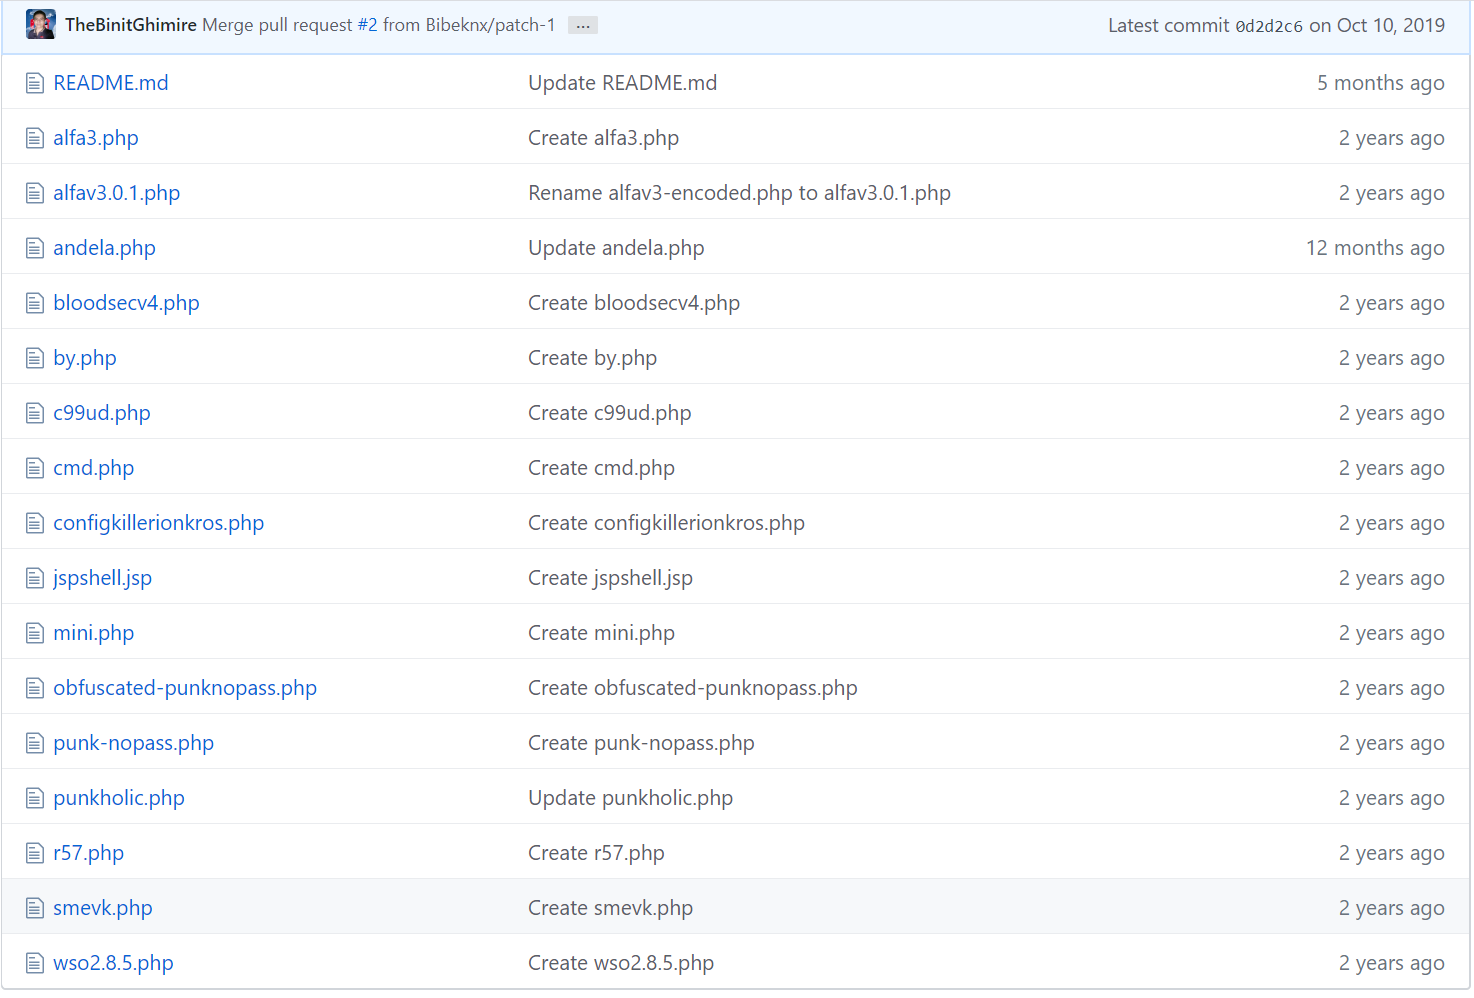 TheBinitGhimire Merge pull request #2 from Bibeknx/patch-1 ... Latest commit 0d2d2c6 on Oct 10, 2019
README.md Update README.md 5 months ago
alfa3.php Create alfa3.php 2 years ago
alfav3.0.1.php Rename alfav3-encoded.php to alfav3.0.1.php 2 years ago
andela.php Update andela.php 12 months ago
bloodsecv4.php Create bloodsecv4.php 2 years ago
by.php Create by.php 2 years ago
c99ud.php Create c99ud.php 2 years ago
cmd.php Create cmd.php 2 years ago
configkillerionkros.php Create configkillerionkros.php 2 years ago
jspshell.jsp Create jspshell.jsp 2 years ago
mini.php Create mini.php 2 years ago
obfuscated-punknopass.php Create obfuscated-punknopass.php 2 years ago
punk-nopass.php Create punk-nopass.php 2 years ago
punkholic.php Update punkholic.php 2 years ago
r57.php Create r57.php 2 years ago
smevk.php Create smevk.php 2 years ago
wso2.8.5.php Create wso2.8.5.php 2 years ago